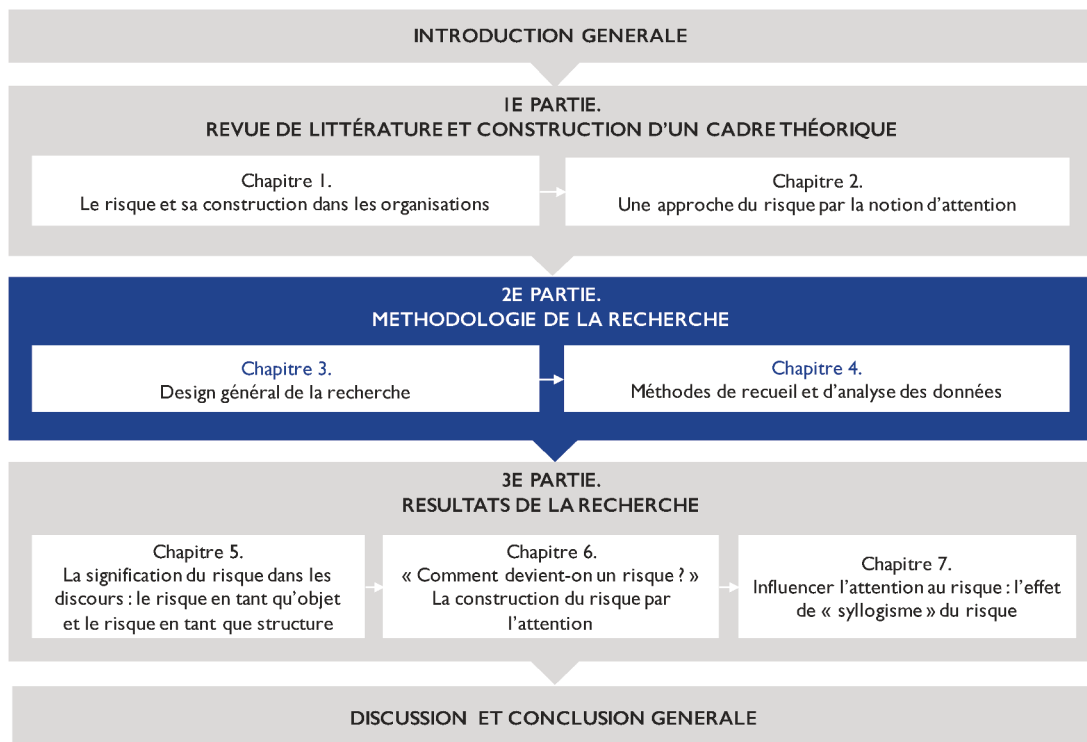 INTRODUCTION GENERALE
1E PARTIE.
REVUE DE LITTÉRATURE ET CONSTRUCTION D’UN CADRE THÉORIQUE
Chapitre 1.
Le risque et sa construction dans les organisations
Chapitre 2.
Une approche du risque par la notion d’attention
2E PARTIE.
METHODOLOGIE DE LA RECHERCHE
Chapitre 3.
Design général de la recherche
Chapitre 4.
Méthodes de recueil et d’analyse des données
3E PARTIE.
RESULTATS DE LA RECHERCHE
Chapitre 5.
La signification du risque dans les
discours : le risque en tant qu’objet
et le risque en tant que structure
Chapitre 6.
« Comment devient-on un risque ? »
La construction du risque par
l’attention
Chapitre 7.
Influencer l’attention au risque : l’effet
de « syllogisme » du risque
DISCUSSION ET CONCLUSION GENERALE